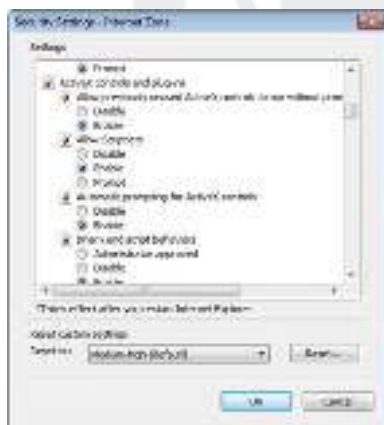 Security Settings - Internet Zone
Settings
Prompt
ActiveX controls and plug-ins
Allow previously unused ActiveX controls to run without prom
Disable
Enable
Allow Scriptlets
Disable
Enable
Prompt
Automatic prompting for ActiveX controls
Disable
Enable
Binary and script behaviors
Administrator approved
Disable
Enable
*Takes effect after you restart Internet Explorer
Reset custom settings
Reset to: Medium-high (default) Reset...
OK Cancel